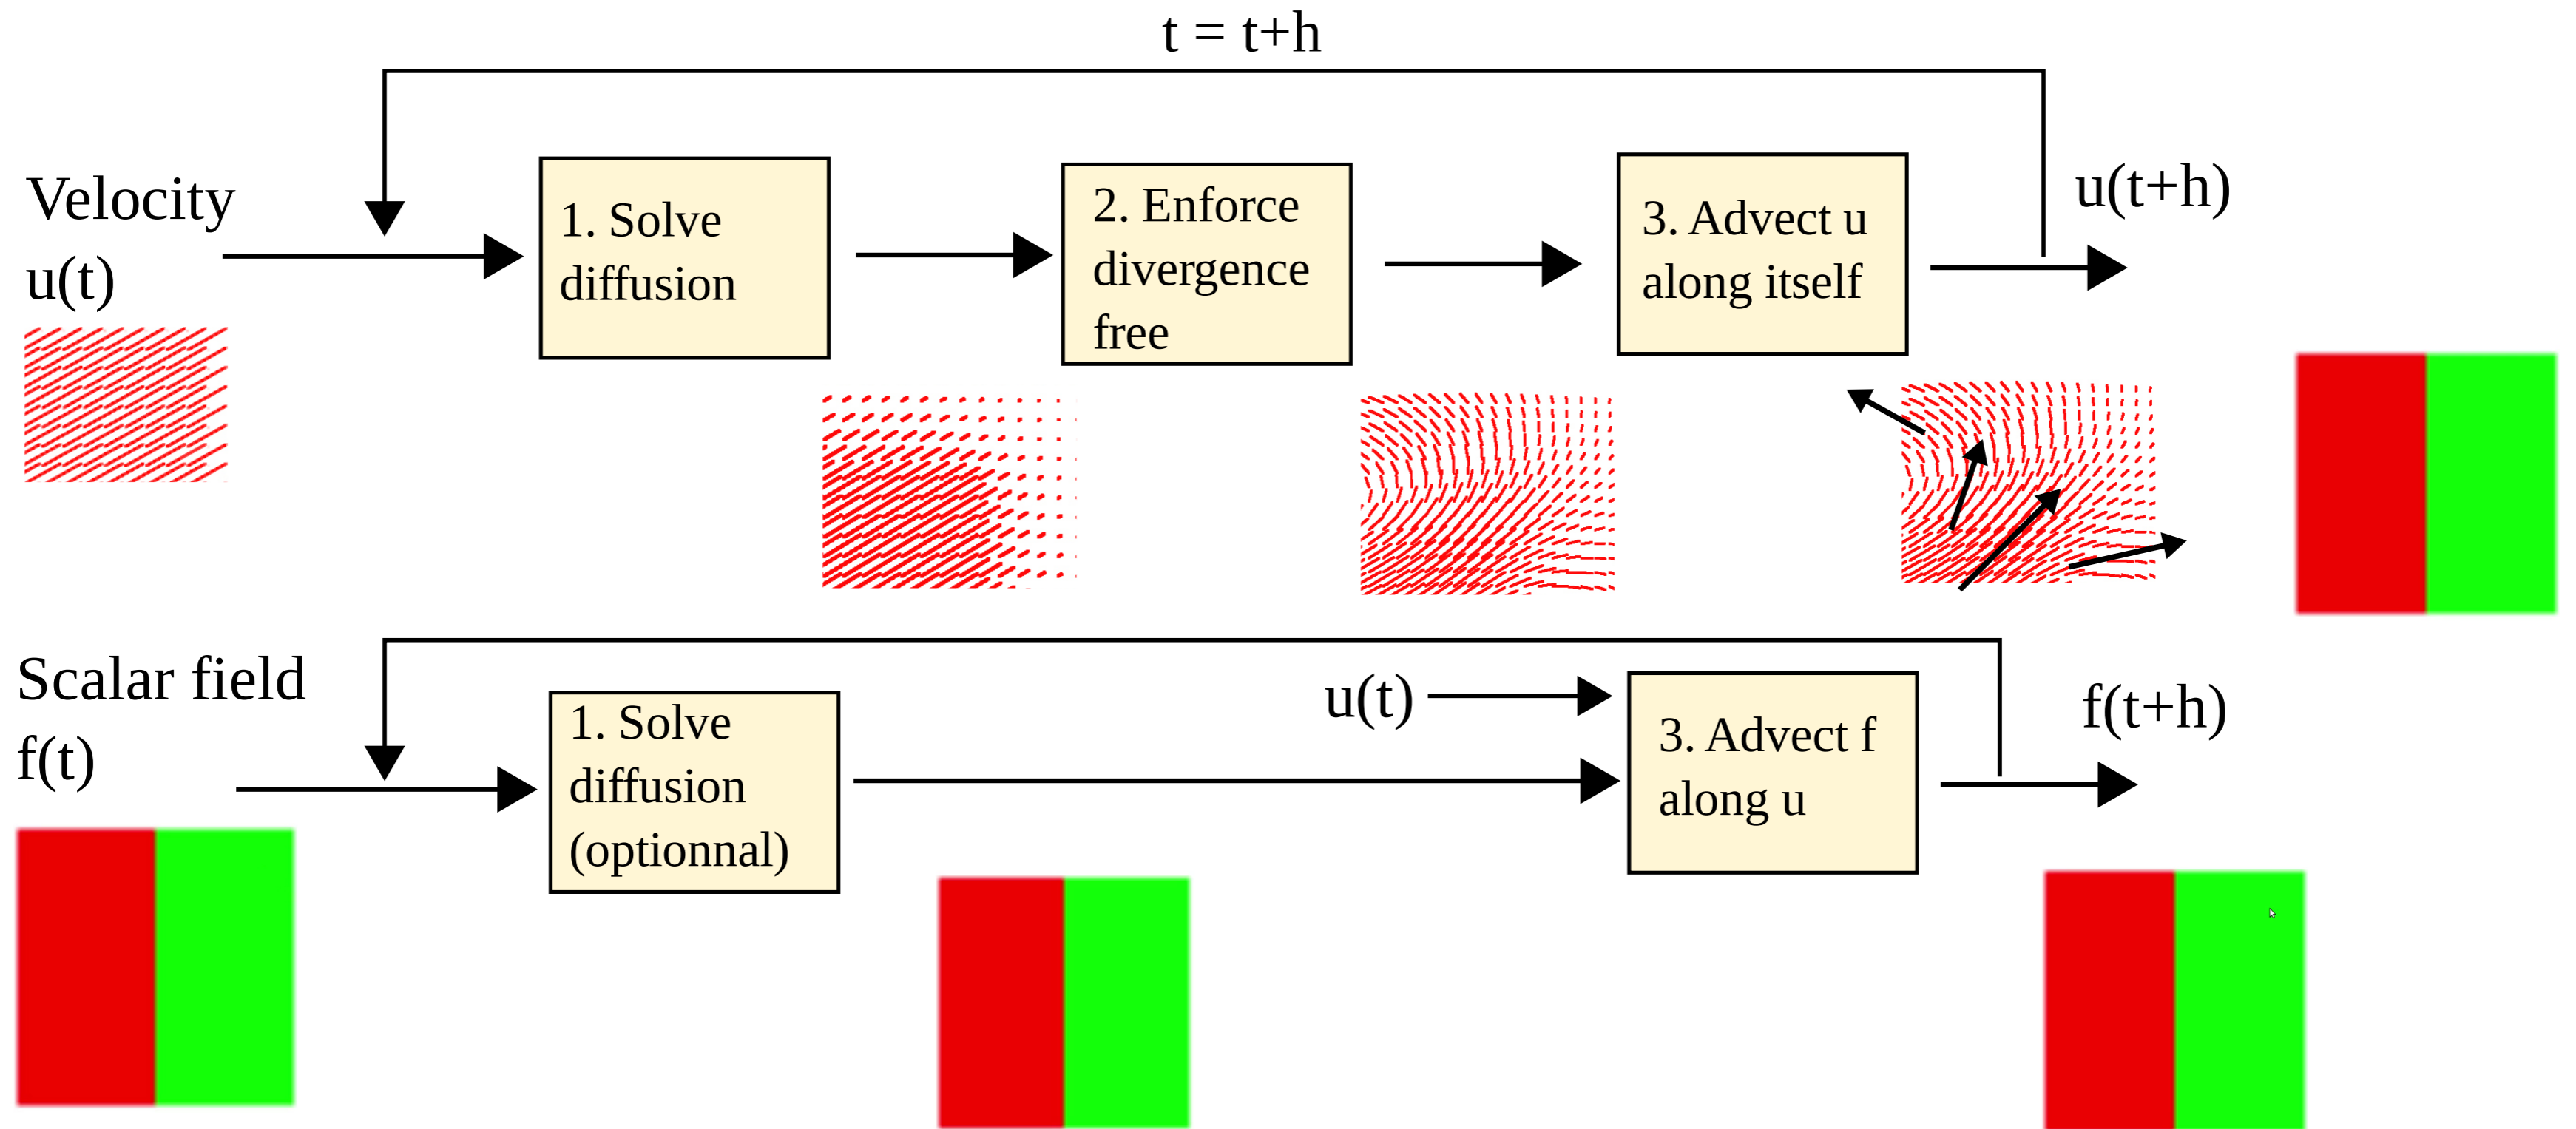 t = t+h
Velocity
u(t)
1. Solve
diffusion
2. Enforce
divergence
free
3. Advect u
along itself
u(t+h)
Scalar field
f(t)
1. Solve
diffusion
(optionnal)
u(t)
3. Advect f
along u
f(t+h)